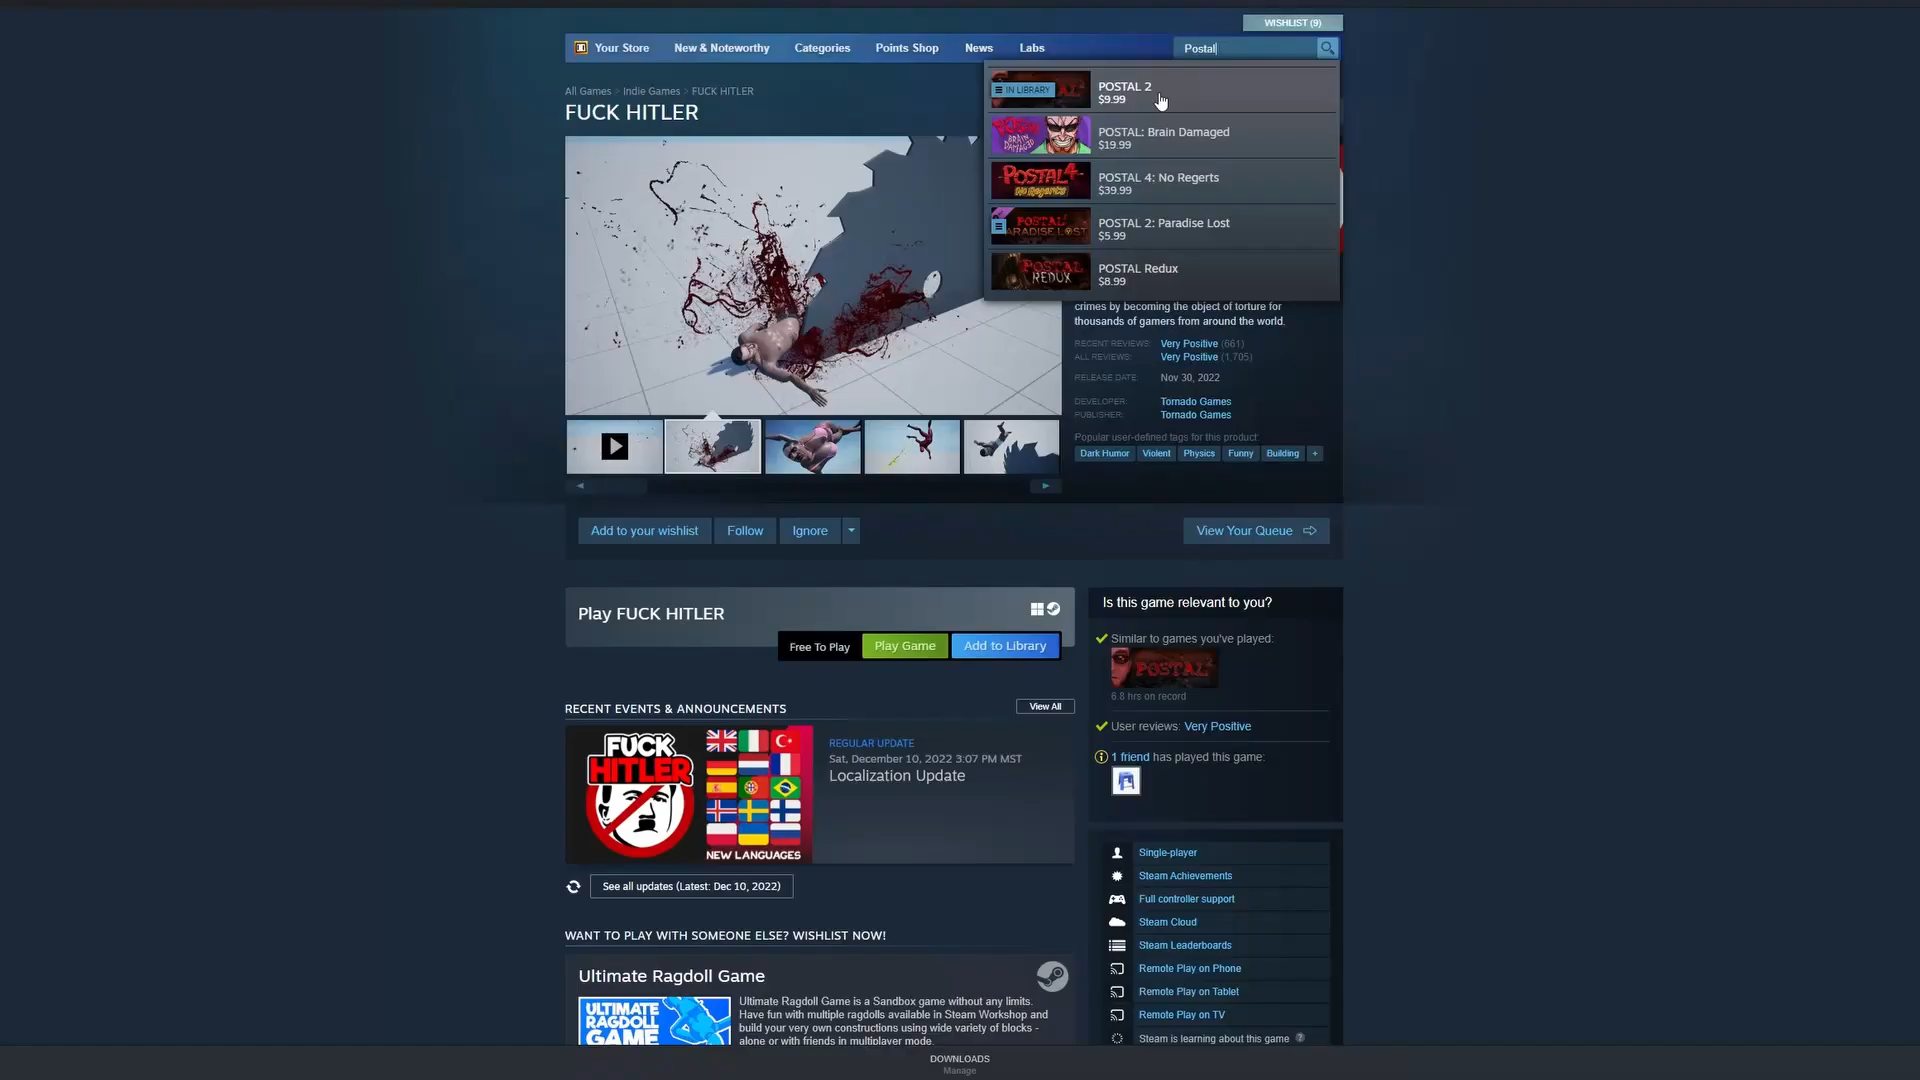 WISHLIST (9)
Your Store
New & Noteworthy
Categories
Points Shop
News
Labs
Postal
IN LIBRARY
POSTAL 2
$9.99
BRAIN
DAMAGED
POSTAL: Brain Damaged
$19.99
POSTAL 4
No Regerts
POSTAL 4: No Regerts
$39.99
POSTAL
PARADISE LOST
POSTAL 2: Paradise Lost
$5.99
POSTAL
REDUX
POSTAL Redux
$8.99
All Games > Indie Games > FUCK HITLER
FUCK HITLER
crimes by becoming the object of torture for
thousands of gamers from around the world.
RECENT REVIEWS: Very Positive (661)
ALL REVIEWS: Very Positive (1,705)
RELEASE DATE: Nov 30, 2022
DEVELOPER: Tornado Games
PUBLISHER: Tornado Games
Popular user-defined tags for this product:
Dark Humor Violent Physics Funny Building +
Add to your wishlist
Follow
Ignore
View Your Queue
Play FUCK HITLER
Free To Play
Play Game
Add to Library
Is this game relevant to you?
Similar to games you've played:
POSTAL 2
6.8 hrs on record
User reviews: Very Positive
1 friend has played this game:
RECENT EVENTS & ANNOUNCEMENTS
View All
FUCK
HITLER
NEW LANGUAGES
REGULAR UPDATE
Sat, December 10, 2022 3:07 PM MST
Localization Update
See all updates (Latest: Dec 10, 2022)
Single-player
Steam Achievements
Full controller support
Steam Cloud
Steam Leaderboards
Remote Play on Phone
Remote Play on Tablet
Remote Play on TV
Steam is learning about this game ?
WANT TO PLAY WITH SOMEONE ELSE? WISHLIST NOW!
Ultimate Ragdoll Game
ULTIMATE
RAGDOLL
GAME
Ultimate Ragdoll Game is a Sandbox game without any limits.
Have fun with multiple ragdolls available in Steam Workshop and
build your very own constructions using wide variety of blocks -
alone or with friends in multiplayer mode.
DOWNLOADS
Manage